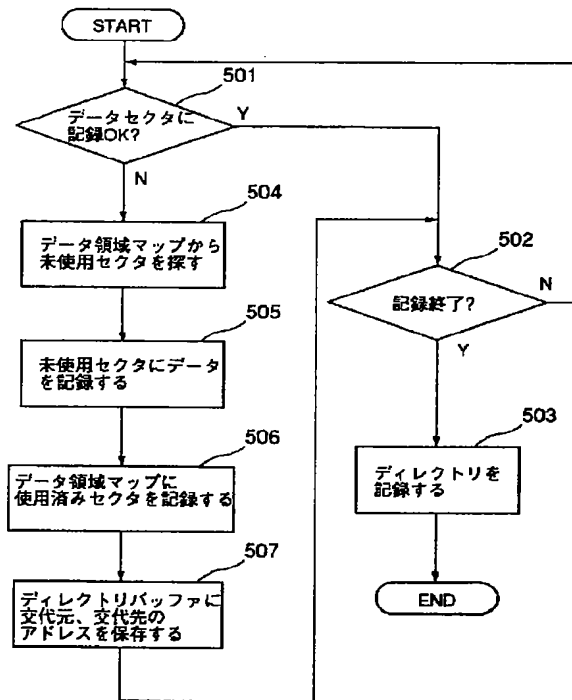 START
501
データセクタに
記録OK?
Y
N
504
データ領域マップから
未使用セクタを探す
502
記録終了?
N
Y
505
未使用セクタにデータ
を記録する
503
ディレクトリを
記録する
506
データ領域マップに
使用済みセクタを記録する
507
ディレクトリバッファに
交代元、交代先の
アドレスを保存する
END